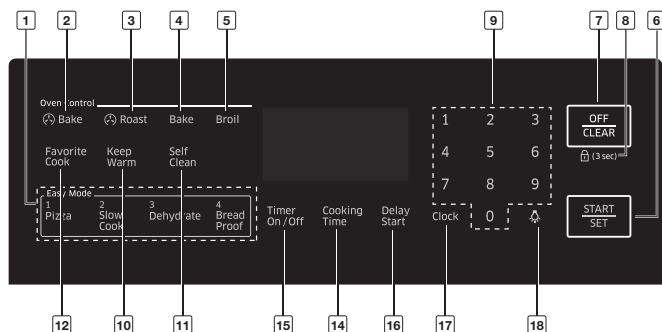 1 2 3 4 5 9 7 8 6
Oven Control
Bake Roast Bake Broil
Favorite Cook
Keep Warm
Self Clean
Easy Mode
1 Pizza
2 Slow Cook
3 Dehydrate
4 Bread Proof
Timer On/Off
Cooking Time
Delay Start
1 2 3
4 5 6
7 8 9
Clock 0
OFF
CLEAR
(3 sec)
START
SET
12 10 11 15 14 16 17 18